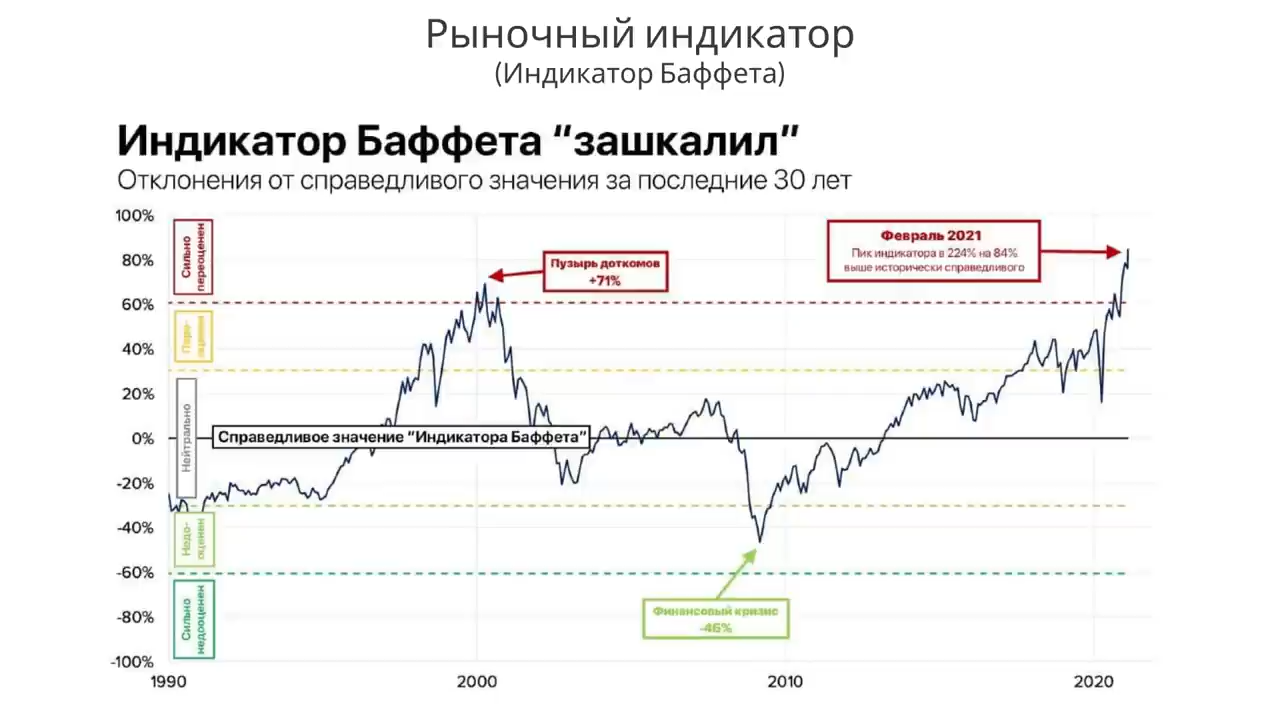 Рыночный индикатор
(Индикатор Баффета)
Индикатор Баффета “зашкалил”
Отклонения от справедливого значения за последние 30 лет
100%
80%
60%
40%
20%
0%
-20%
-40%
-60%
-80%
-100%
Сильно
переоценен
Пере-
оценен
Нейтрально
Недо-
оценен
Сильно
недооценен
Пузырь доткомов
+71%
Февраль 2021
Пик индикатора в 224% на 84%
выше исторически справедливого
Справедливое значение “Индикатора Баффета”
Финансовый кризис
-46%
1990
2000
2010
2020